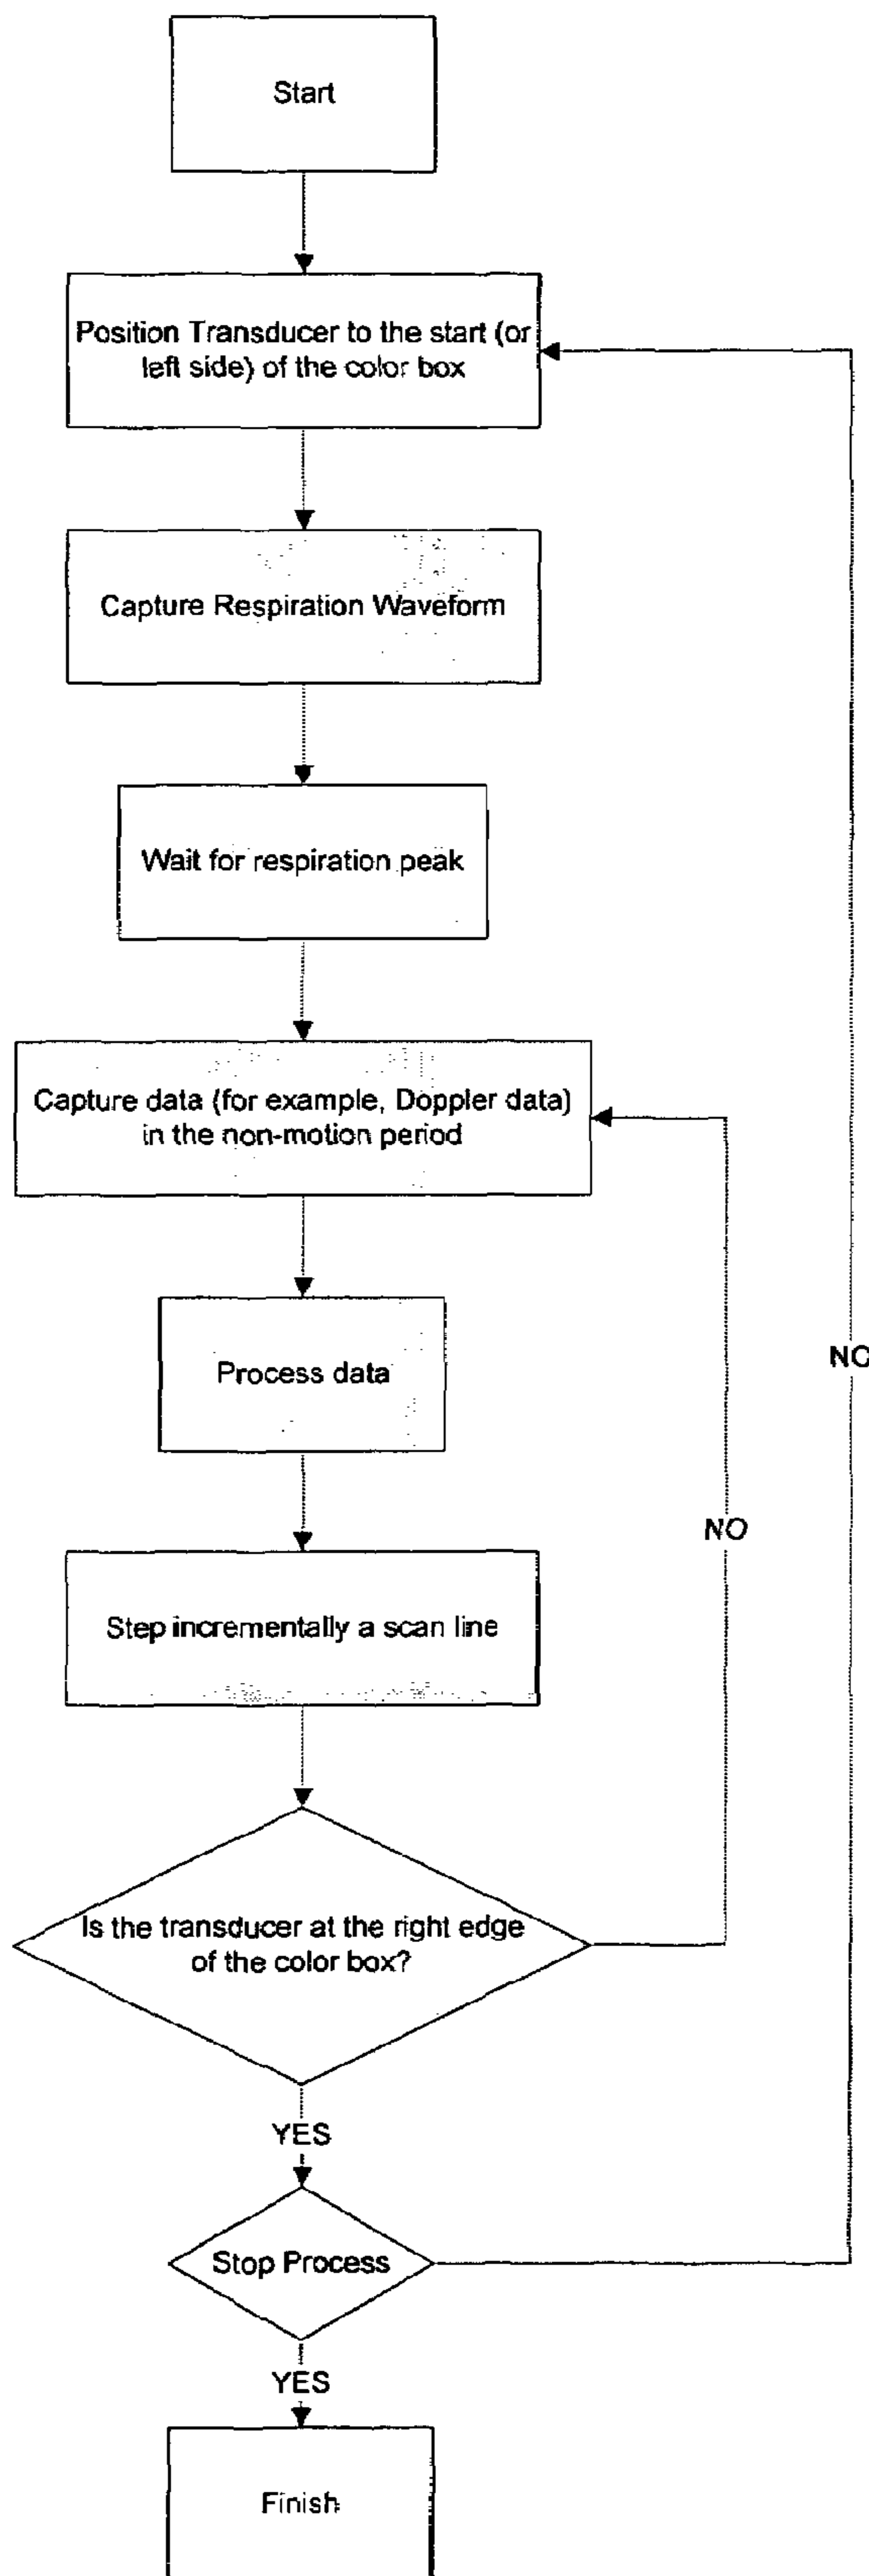 Start
Position Transducer to the start (or
left side) of the color box
Capture Respiration Waveform
Wait for respiration peak
Capture data (for example, Doppler data)
in the non-motion period
Process data
NO
NO
Step incrementally a scan line
Is the transducer at the right edge
of the color box?
YES
Stop Process
YES
Finish